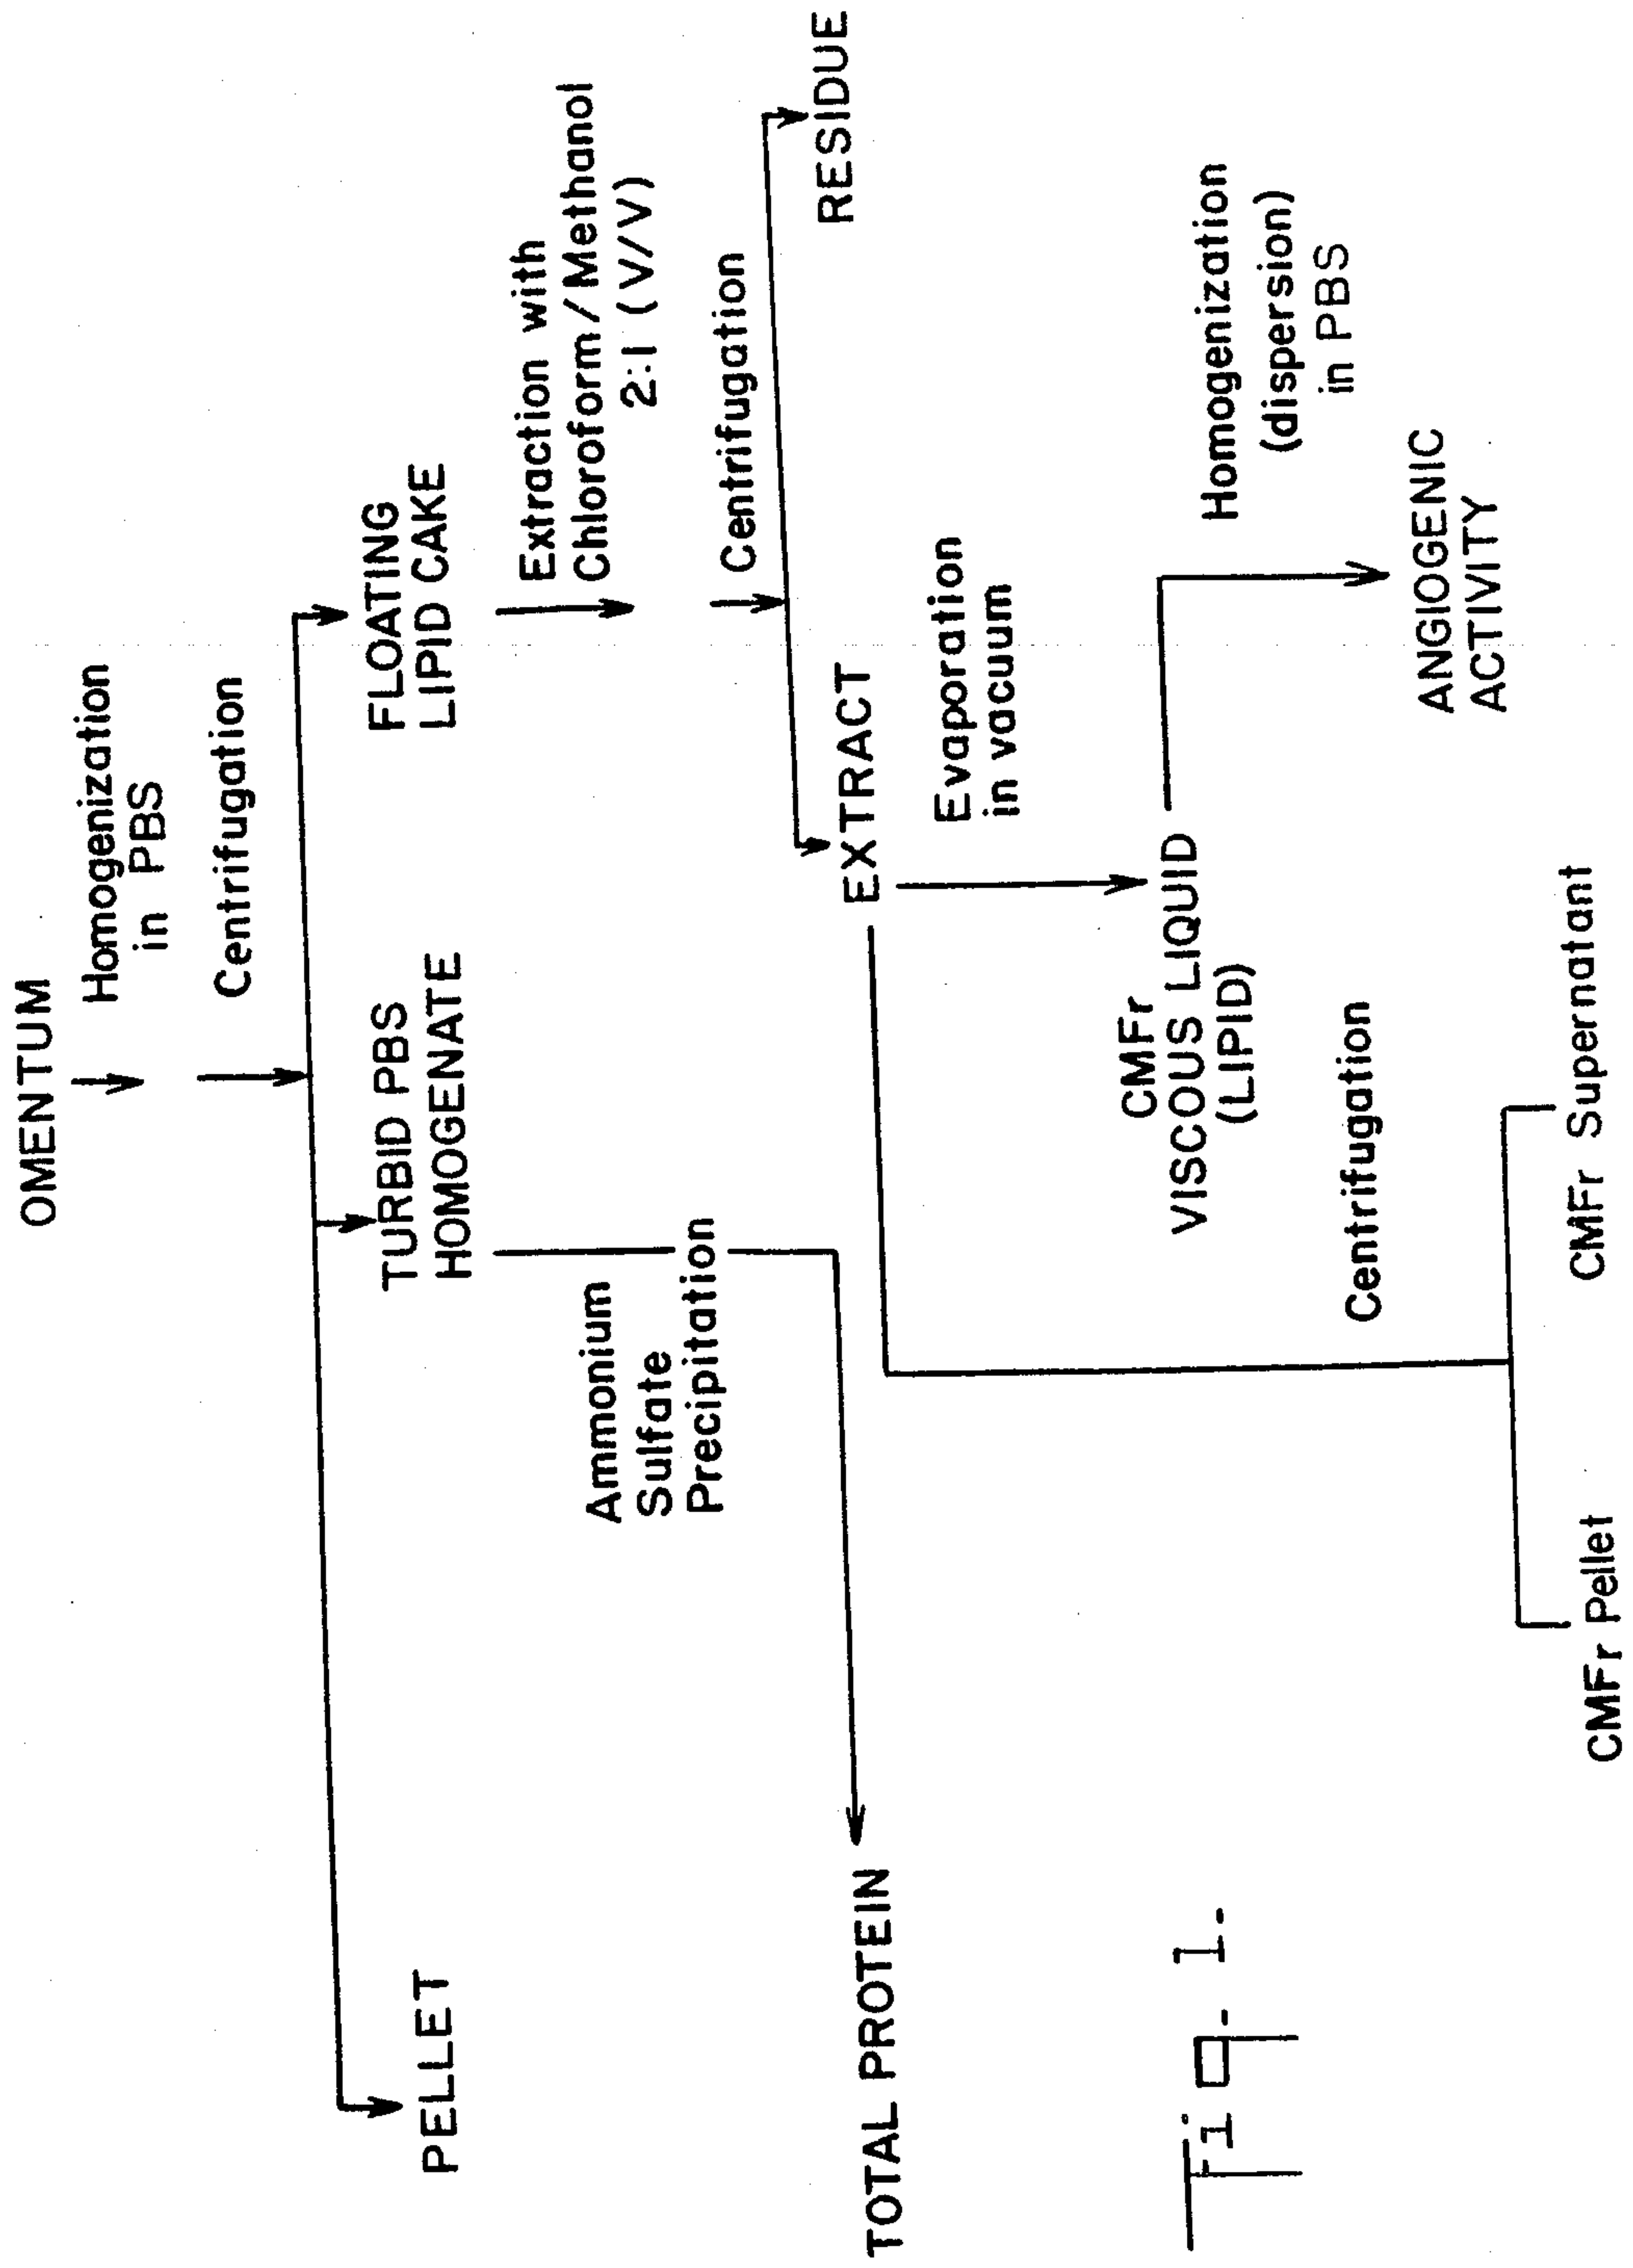 OMENTUM
Homogenization
in PBS
Centrifugation
PELLET
TURBID PBS
HOMOGENATE
FLOATING
LIPID CAKE
Ammonium
Sulfate
Precipitation
Extraction with
Chloroform/Methanol
2:1 (V/V)
Centrifugation
TOTAL PROTEIN
EXTRACT
RESIDUE
Evaporation
in vacuum
CMFr
VISCOUS LIQUID
(LIPID)
Homogenization
(dispersion)
in PBS
Centrifugation
ANGIOGENIC
ACTIVITY
CMFr Pellet
CMFr Supernatant
Fig. 1.